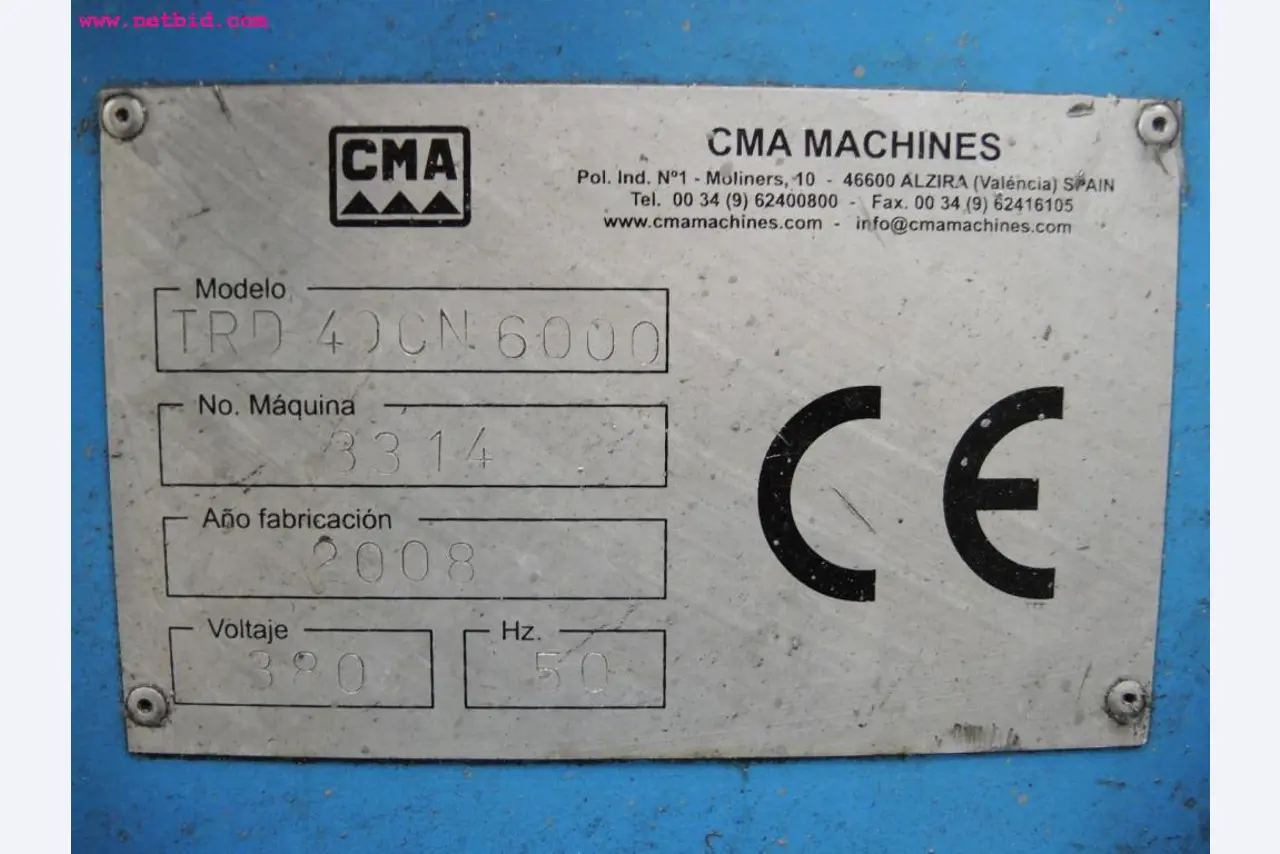 www.netbid.com
CMA
CMA MACHINES
Pol. Ind. Nº1 - Moliners, 10 - 46600 ALZIRA (Valéncia) SPAIN
Tel. 00 34 (9) 62400800 - Fax. 00 34 (9) 62416105
www.cmamachines.com - info@cmamachines.com
Modelo
TRD-40CN 6000
No. Máquina
3314
Año fabricación
2008
Voltaje
380
Hz.
50
CE